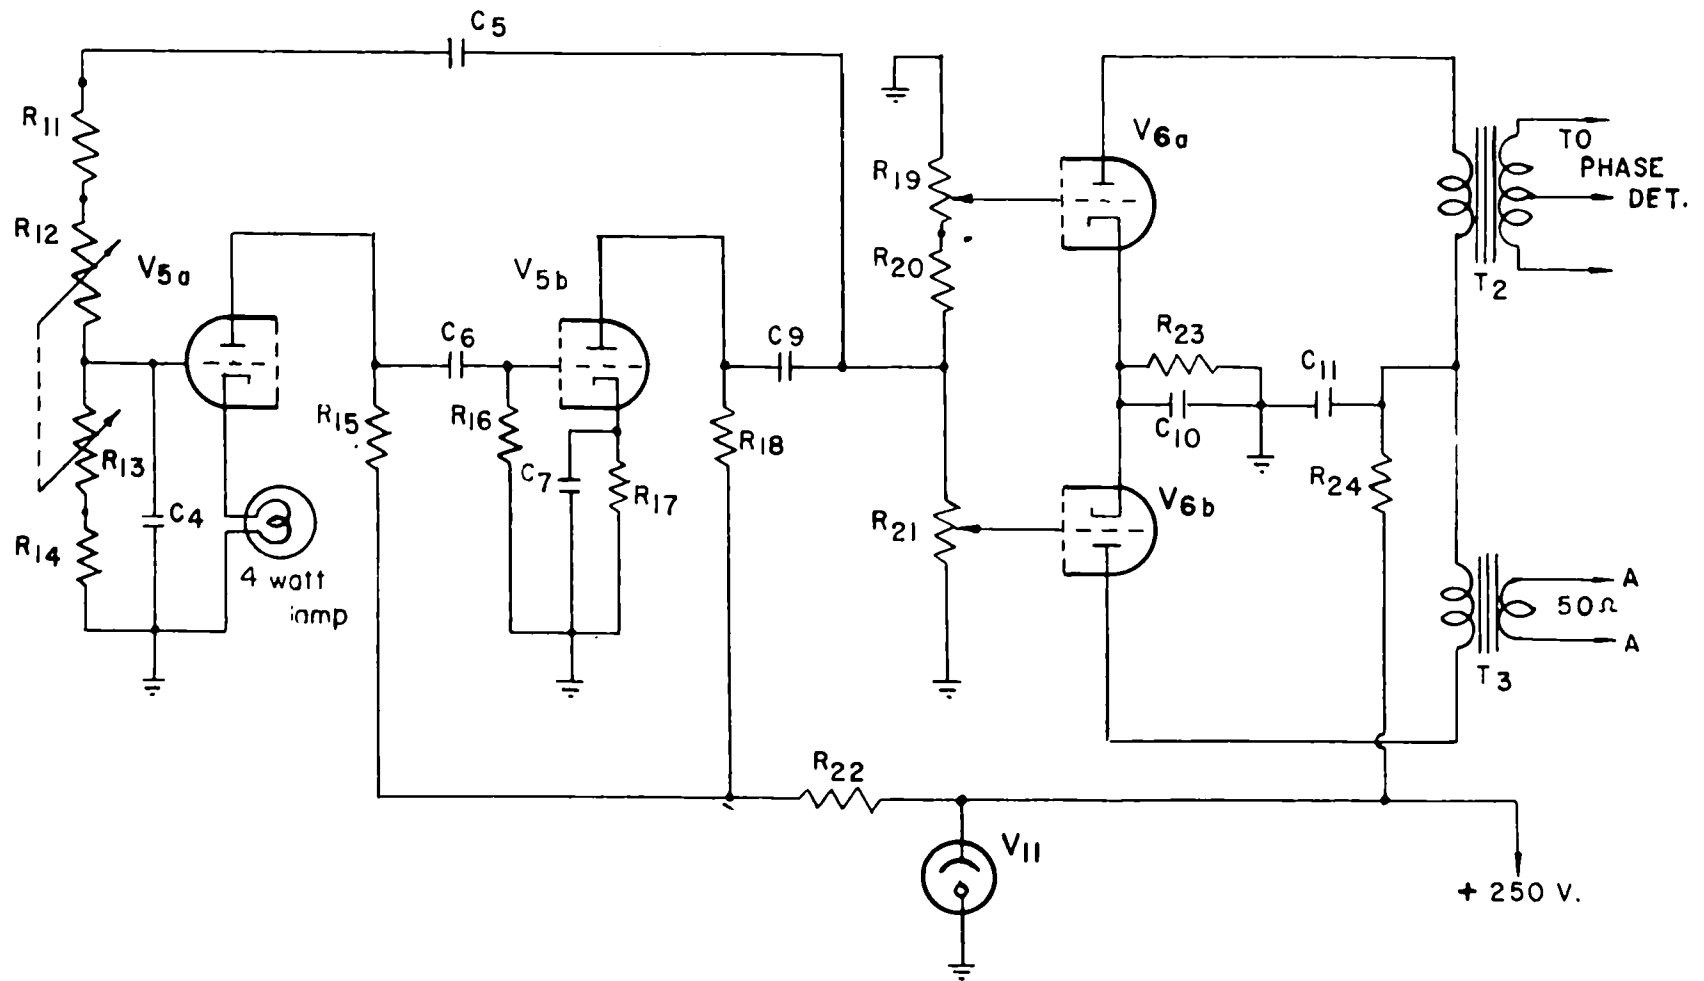 C5
R11
V6a
TO
PHASE
DET.
R19
R12
V5a
V5b
R20
T2
C6
C9
R23
C11
R15
R16
R18
C10
R13
C7
R17
R24
V6b
C4
R21
R14
4 watt
lamp
A
50Ω
A
T3
R22
V11
+ 250 V.